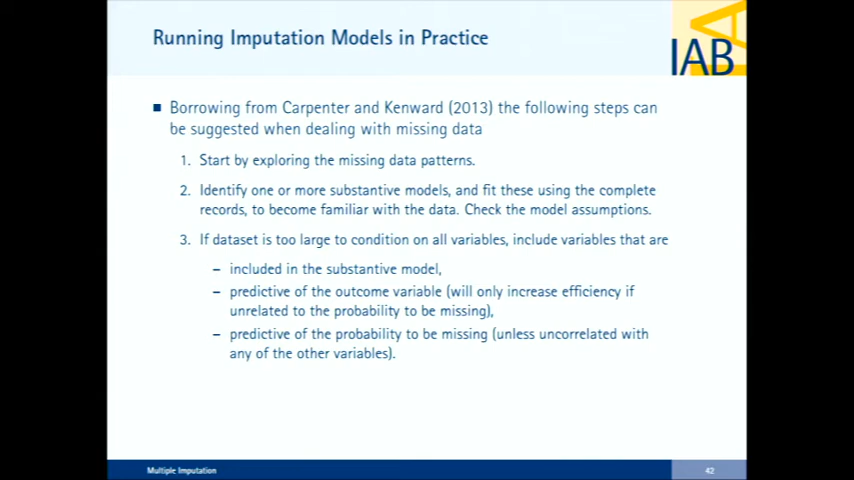 Running Imputation Models in Practice
IAB
■ Borrowing from Carpenter and Kenward (2013) the following steps can
be suggested when dealing with missing data
1. Start by exploring the missing data patterns.
2. Identify one or more substantive models, and fit these using the complete
records, to become familiar with the data. Check the model assumptions.
3. If dataset is too large to condition on all variables, include variables that are
– included in the substantive model,
– predictive of the outcome variable (will only increase efficiency if
unrelated to the probability to be missing),
– predictive of the probability to be missing (unless uncorrelated with
any of the other variables).
Multiple Imputation
42